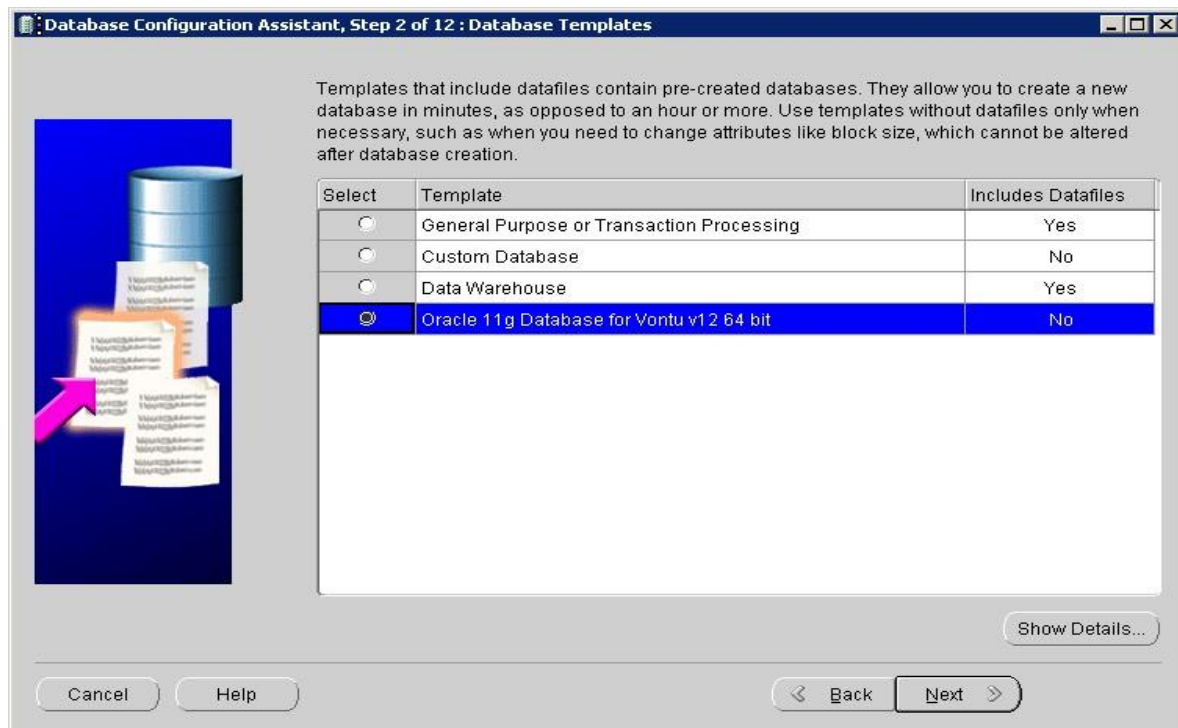 Database Configuration Assistant, Step 2 of 12 : Database Templates
Templates that include datafiles contain pre-created databases. They allow you to create a new
database in minutes, as opposed to an hour or more. Use templates without datafiles only when
necessary, such as when you need to change attributes like block size, which cannot be altered
after database creation.
Select Template Includes Datafiles
General Purpose or Transaction Processing Yes
Custom Database No
Data Warehouse Yes
Oracle 11g Database for Vontu v12 64 bit No
Show Details...
Cancel Help Back Next